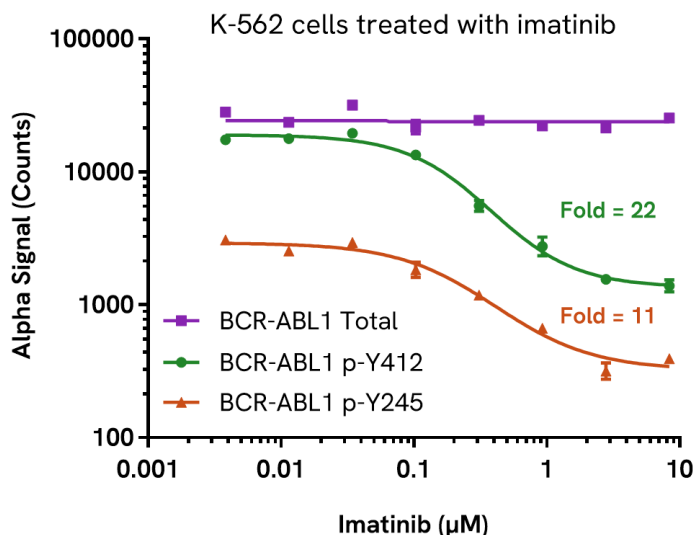 K-562 cells treated with imatinib
100000
10000
1000
100
Alpha Signal (Counts)
Fold = 22
Fold = 11
BCR-ABL1 Total
BCR-ABL1 p-Y412
BCR-ABL1 p-Y245
0.001 0.01 0.1 1 10
Imatinib (μM)